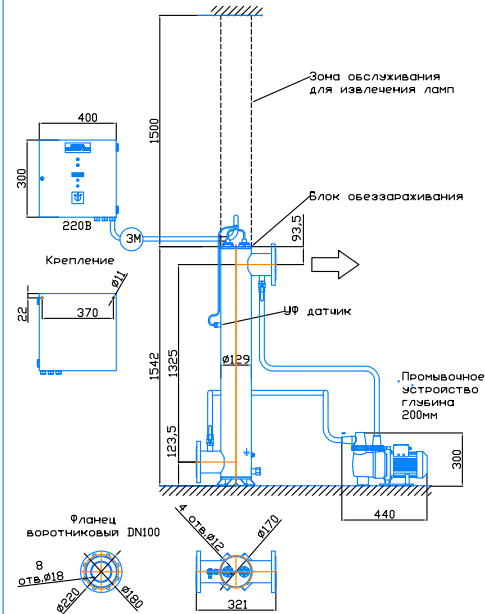 Зона обслуживания
для извлечения ламп
1500
400
300
220В
3М
Блок обеззараживания
93,5
Крепление
Ø11
22
370
УФ датчик
1542
1325
Ø129
Промывочное
устройство
глубина
200мм
123,5
300
440
Фланец
воротниковый DN100
8
отв.Ø18
Ø220
Ø180
4 отв.Ø12
Ø170
321